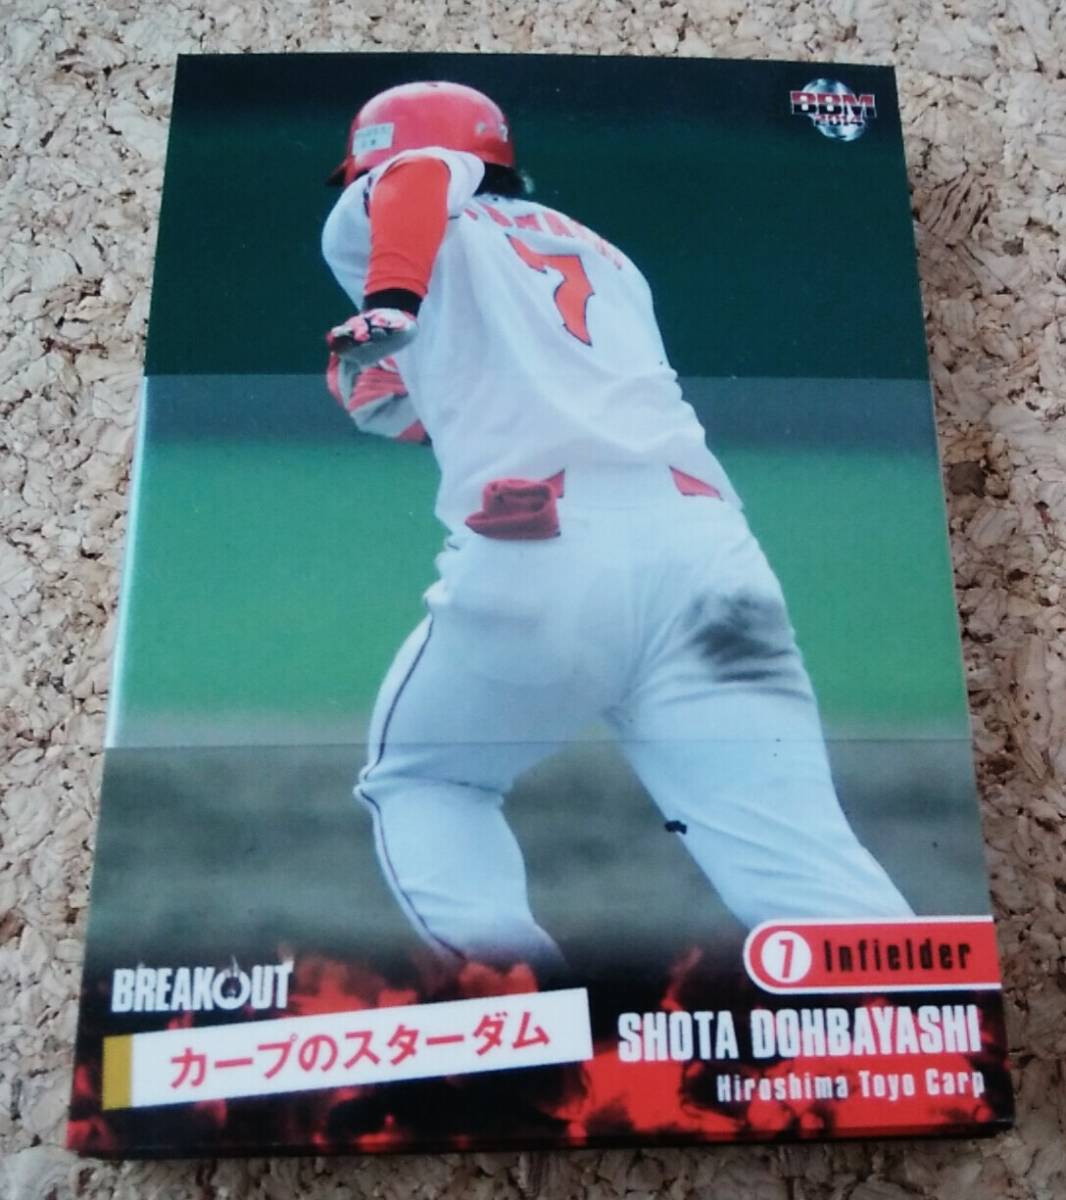 BBM
2014
7
7 Infielder
BREAKOUT
カープのスターダム
SHOTA DOHBAYASHI
Hiroshima Toyo Carp